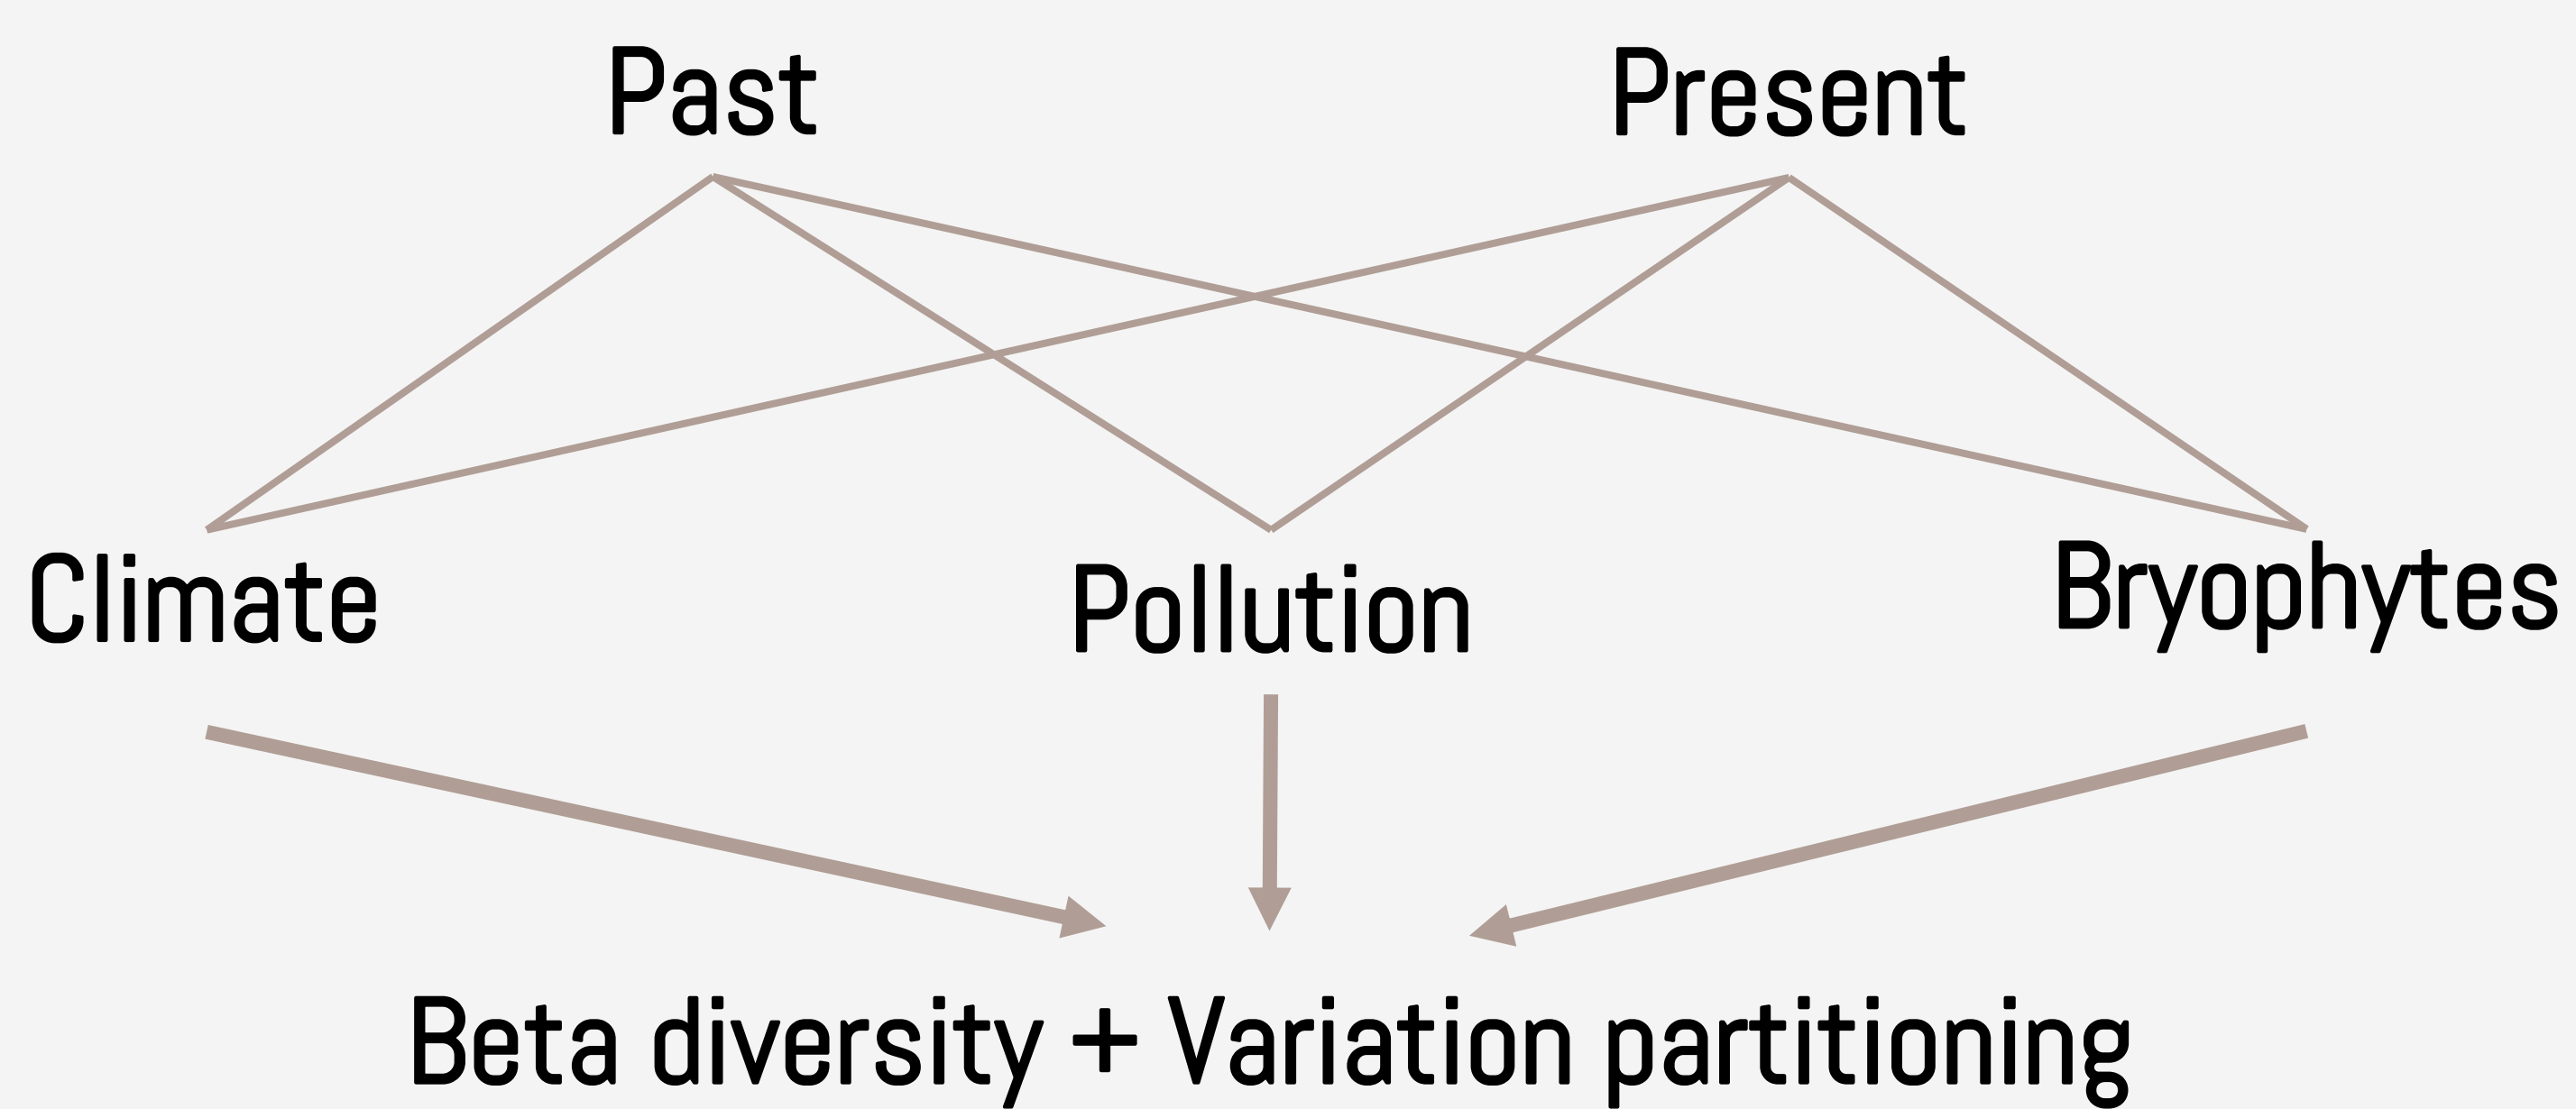 Past
Present
Climate
Pollution
Bryophytes
Beta diversity + Variation partitioning